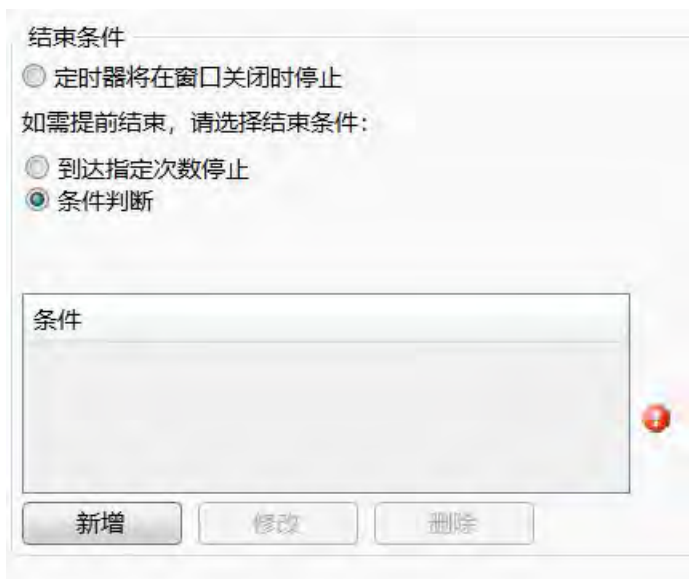 结束条件
定时器将在窗口关闭时停止
如需提前结束，请选择结束条件：
到达指定次数停止
条件判断
条件
新增 修改 删除